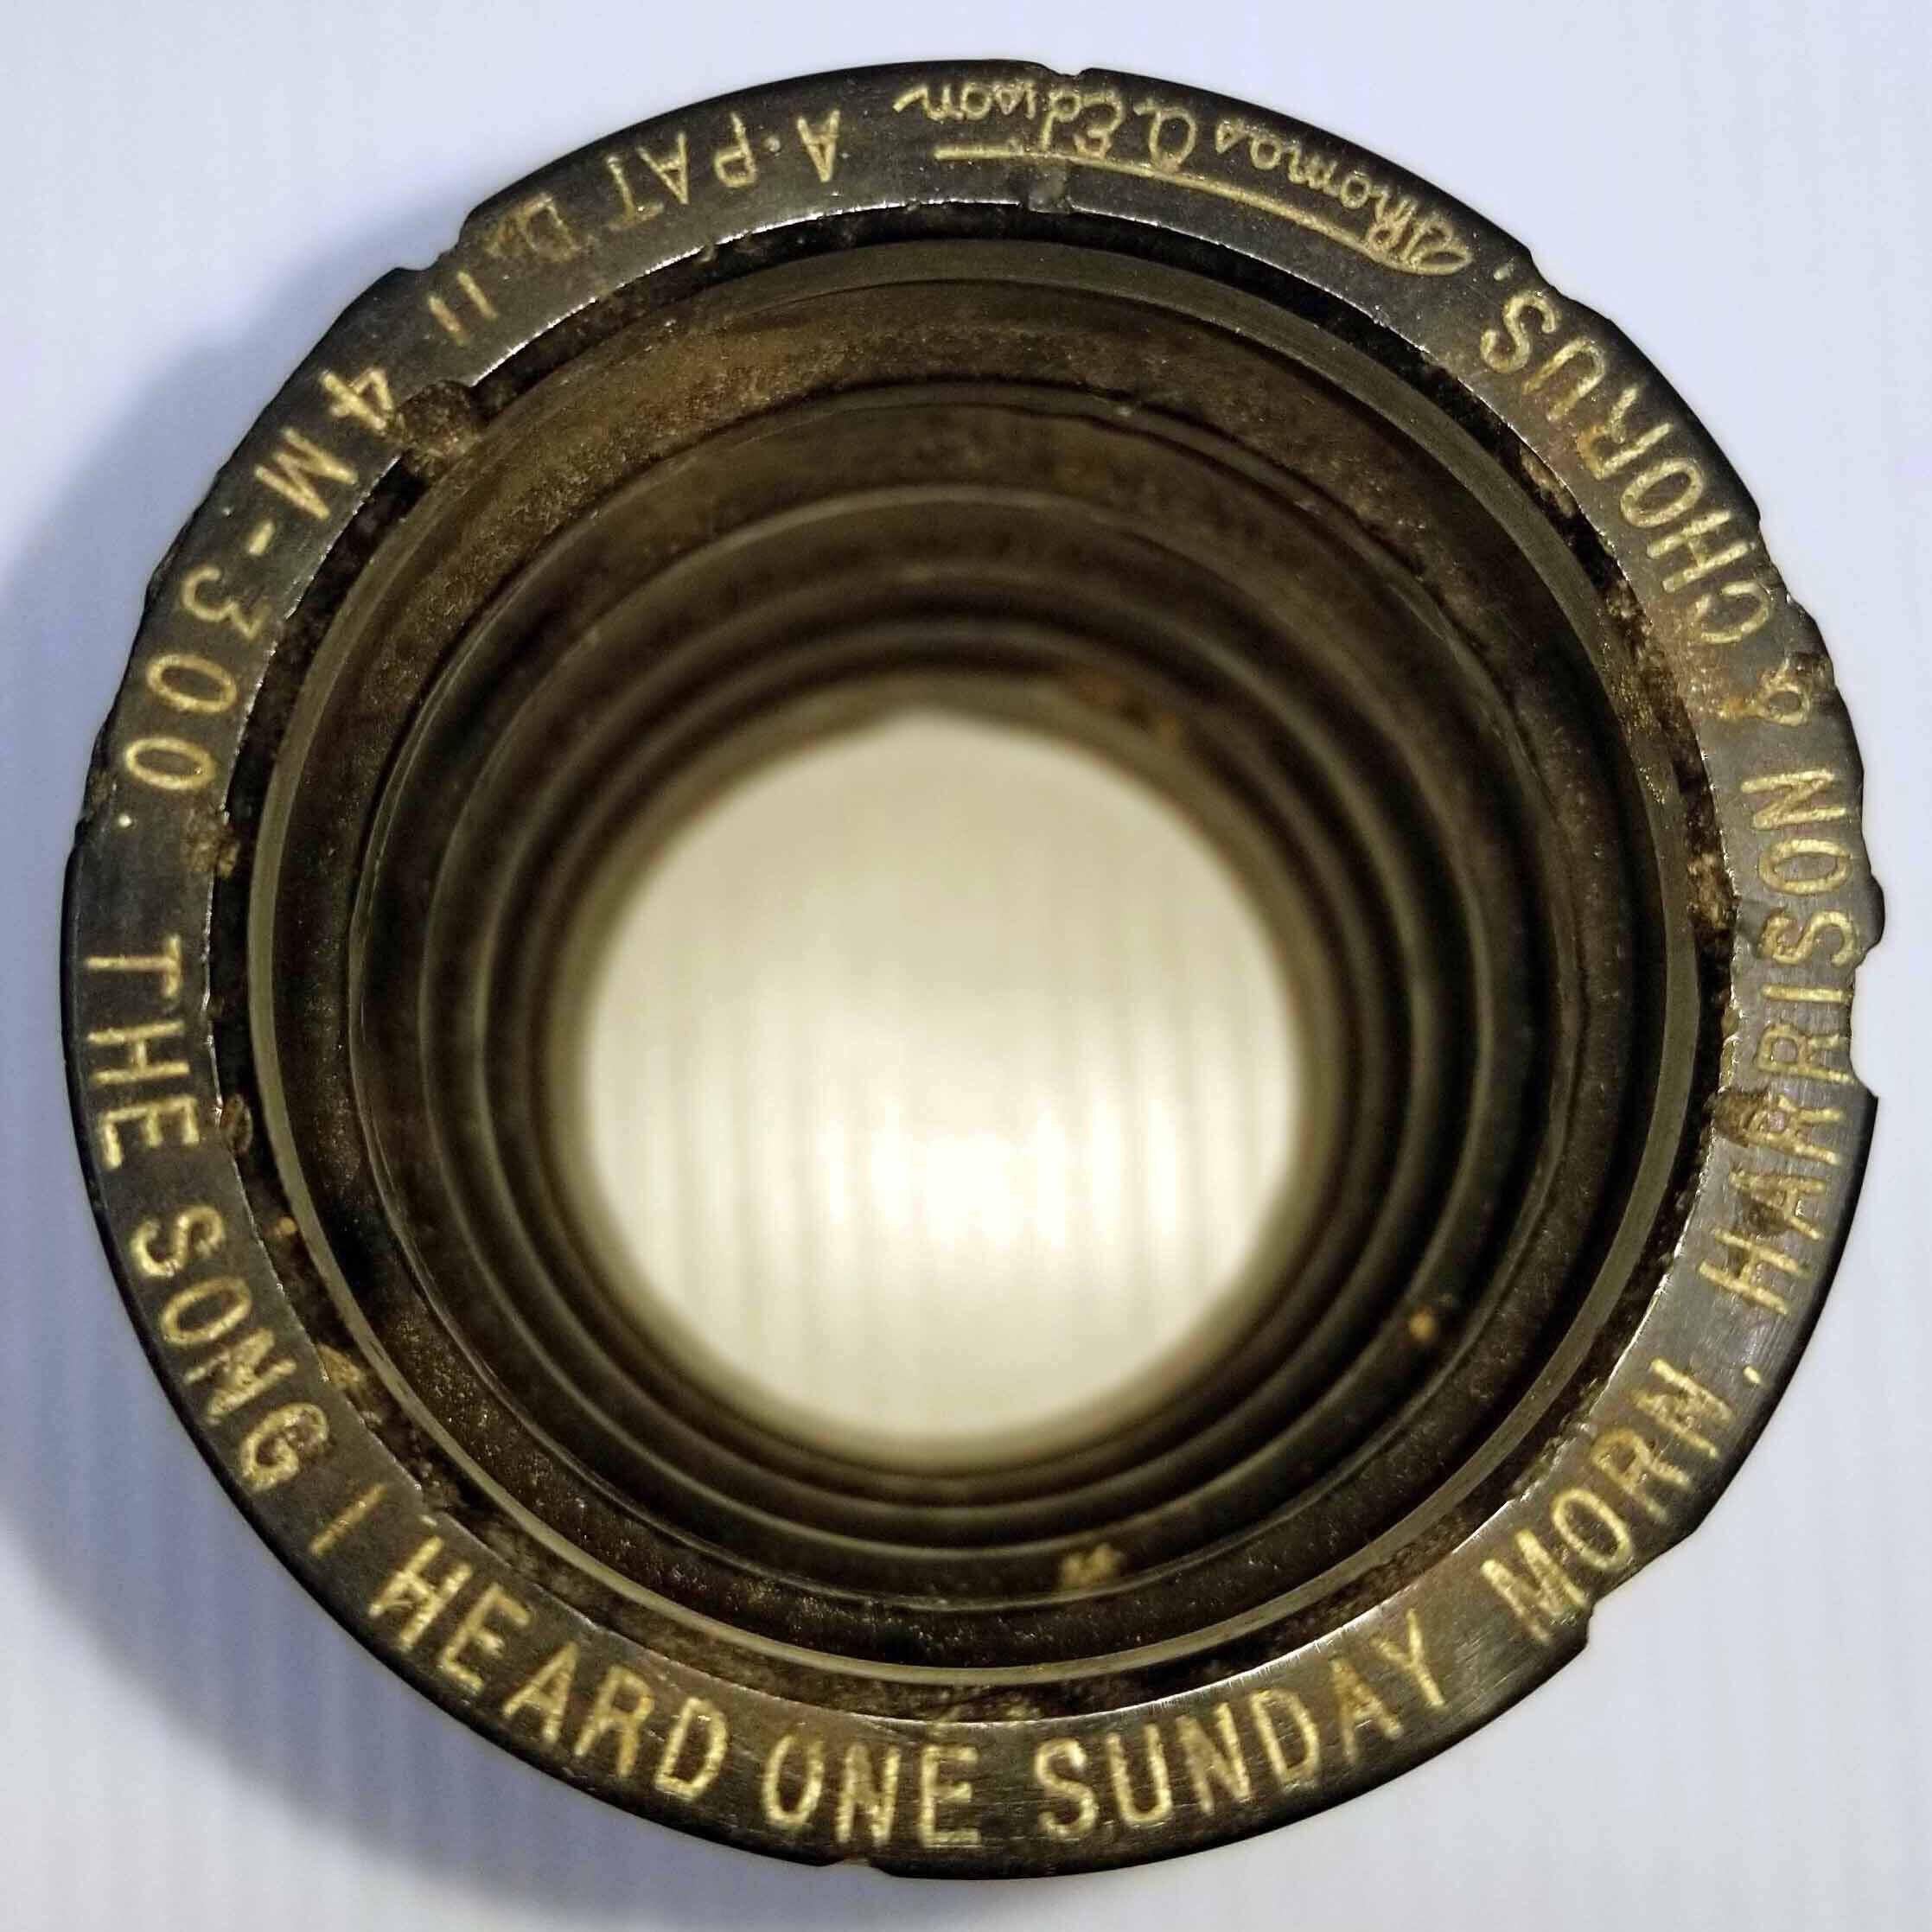 4M-300. THE SONG I HEARD ONE SUNDAY MORN. HARRISON & CHORUS.
Thomas A. Edison
A·PAT'D. 11